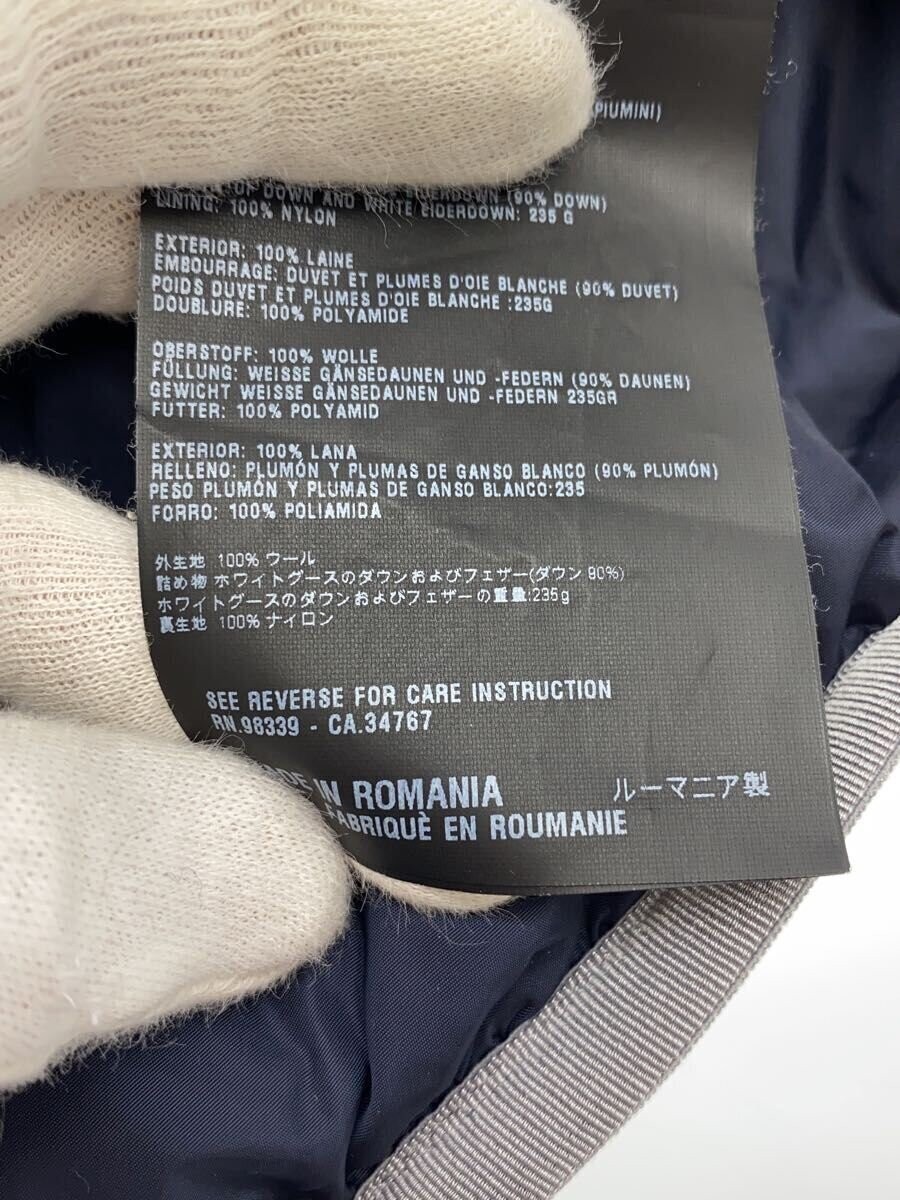 PIUMINI)
OF DOWN AND WHITE EIDERDOWN: 235 G
EIDERDOWN (90% DOWN)
LINING: 100% NYLON
EXTERIOR: 100% LAINE
EMBOURRAGE: DUVET ET PLUMES D'OIE BLANCHE (90% DUVET)
POIDS DUVET ET PLUMES D'OIE BLANCHE :235G
DOUBLURE: 100% POLYAMIDE
OBERSTOFF: 100% WOLLE
FÜLLUNG: WEISSE GÄNSEDAUNEN UND -FEDERN (90% DAUNEN)
GEWICHT WEISSE GÄNSEDAUNEN UND -FEDERN 235GR
FUTTER: 100% POLYAMID
EXTERIOR: 100% LANA
RELLENO: PLUMÓN Y PLUMAS DE GANSO BLANCO (90% PLUMÓN)
PESO PLUMÓN Y PLUMAS DE GANSO BLANCO:235
FORRO: 100% POLIAMIDA
外生地 100% ウール
詰め物 ホワイトグースのダウンおよびフェザー(ダウン 90%)
ホワイトグースのダウンおよびフェザーの重量:235g
裏生地 100% ナイロン
SEE REVERSE FOR CARE INSTRUCTION
RN.98339 - CA.34767
MADE IN ROMANIA ルーマニア製
FABRIQUÈ EN ROUMANIE